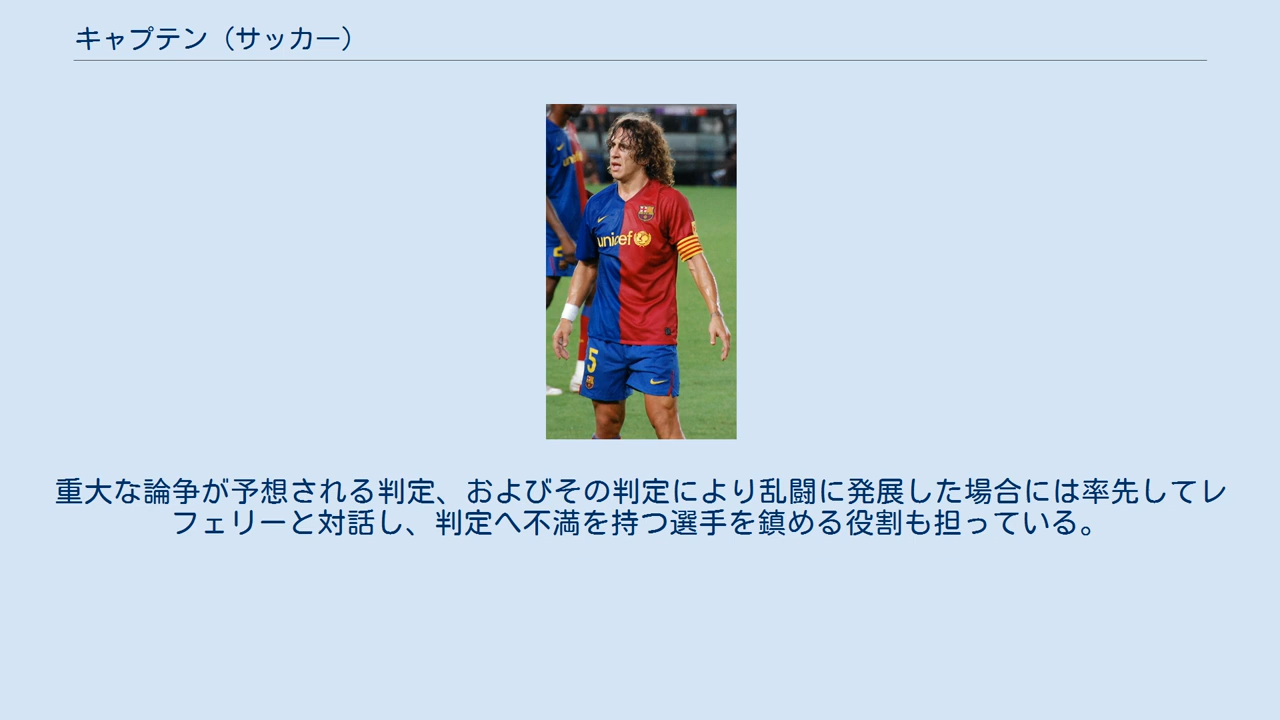 キャプテン（サッカー）
unicef
5
重大な論争が予想される判定、およびその判定により乱闘に発展した場合には率先してレ
フェリーと対話し、判定へ不満を持つ選手を鎮める役割も担っている。